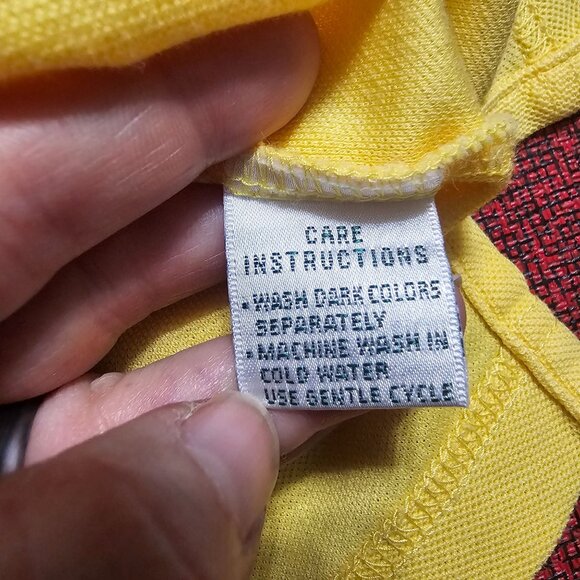 CARE
INSTRUCTIONS
•WASH DARK COLORS
SEPARATELY
•MACHINE WASH IN
COLD WATER
USE GENTLE CYCLE